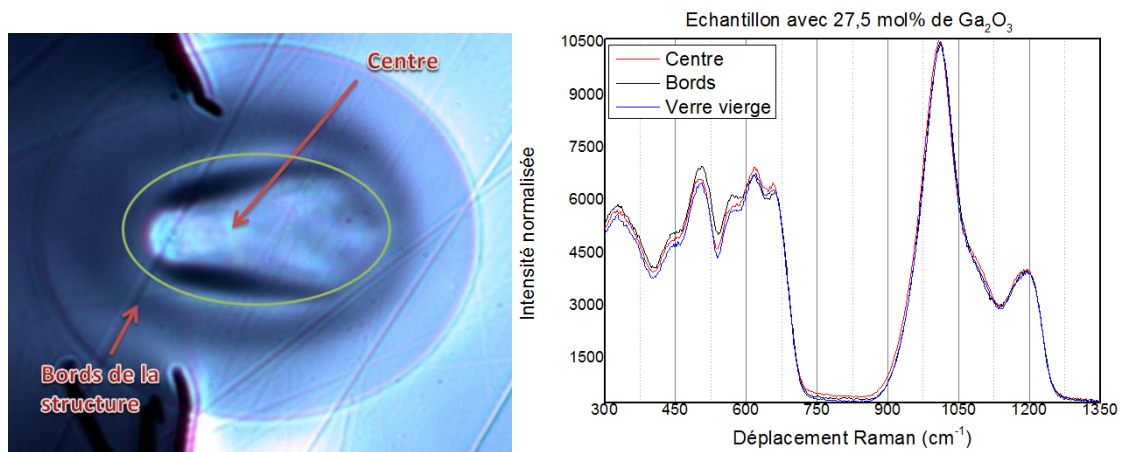 Centre
Bords de la
structure
Echantillon avec 27,5 mol% de Ga₂O₃
Centre
Bords
Verre vierge
Intensité normalisée
10500
9000
7500
6000
4500
3000
1500
300 450 600 750 900 1050 1200 1350
Déplacement Raman (cm⁻¹)